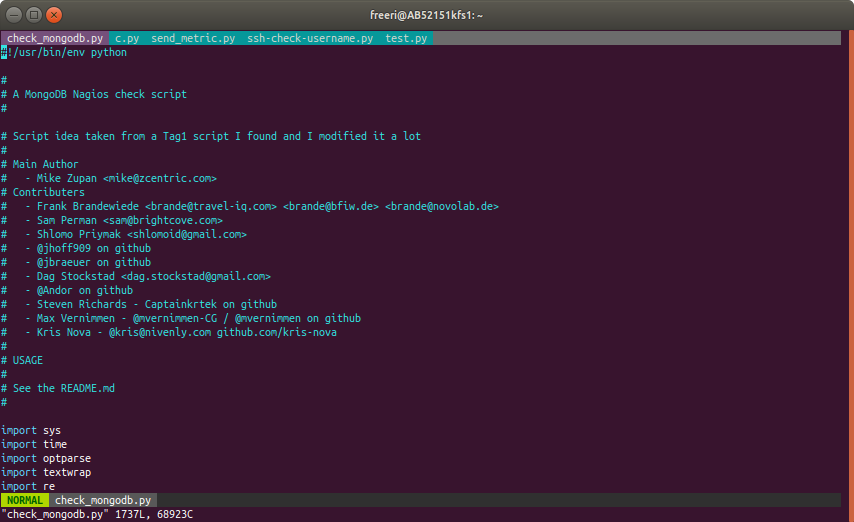 freeri@AB52151kfs1: ~
check_mongodb.py c.py send_metric.py ssh-check-username.py test.py
#!/usr/bin/env python
#
# A MongoDB Nagios check script
#
# Script idea taken from a Tag1 script I found and I modified it a lot
#
# Main Author
#   - Mike Zupan <mike@zcentric.com>
# Contributers
#   - Frank Brandewiede <brande@travel-iq.com> <brande@bfiw.de> <brande@novolab.de>
#   - Sam Perman <sam@brightcove.com>
#   - Shlomo Priymak <shlomoid@gmail.com>
#   - @jhoff909 on github
#   - @jbraeuer on github
#   - Dag Stockstad <dag.stockstad@gmail.com>
#   - @Andor on github
#   - Steven Richards - Captainkrtek on github
#   - Max Vernimmen - @mvernimmen-CG / @mvernimmen on github
#   - Kris Nova - @kris@nivenly.com github.com/kris-nova
#
# USAGE
#
# See the README.md
#
import sys
import time
import optparse
import textwrap
import re
NORMAL check_mongodb.py
"check_mongodb.py" 1737L, 68923C